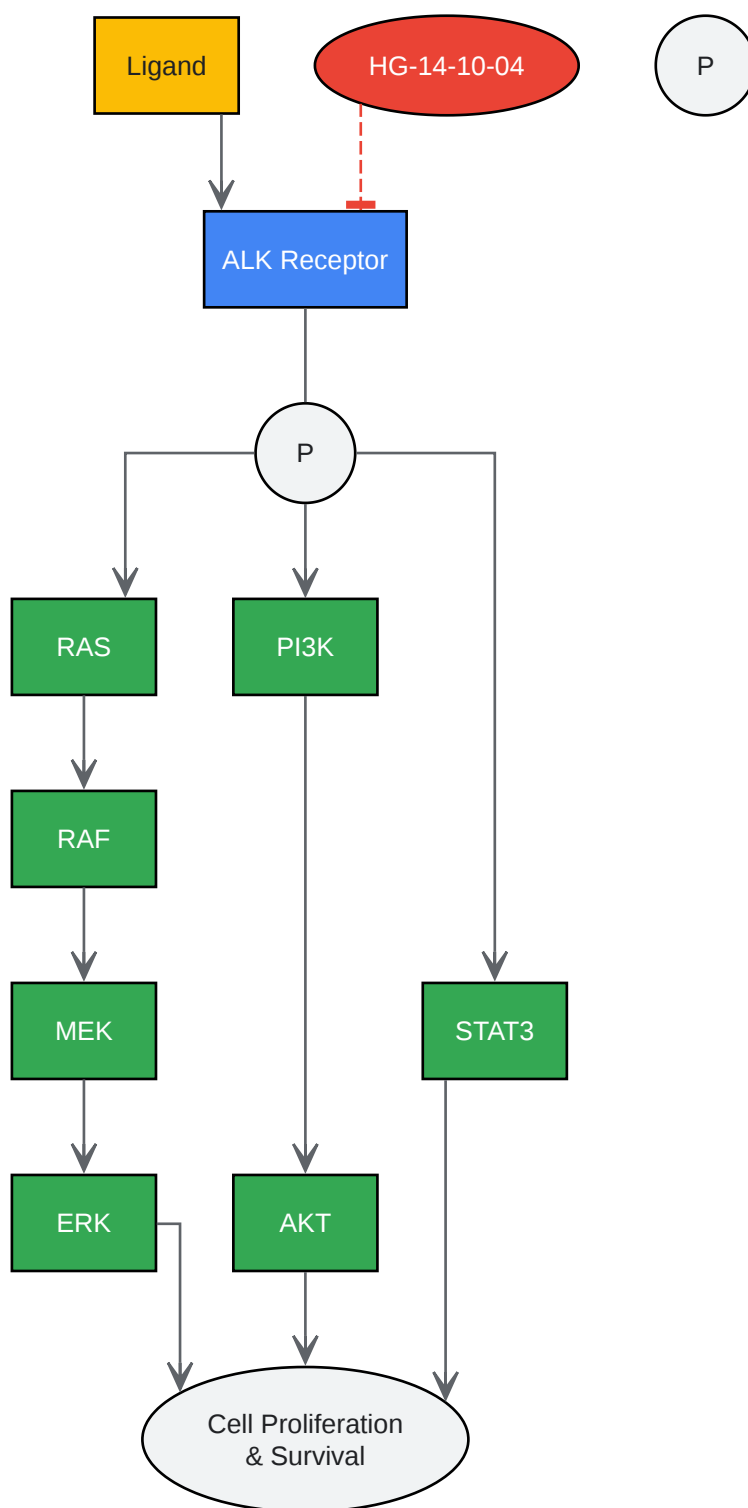 Ligand
HG-14-10-04
P
ALK Receptor
P
RAS
PI3K
RAF
MEK
STAT3
ERK
AKT
Cell Proliferation
& Survival